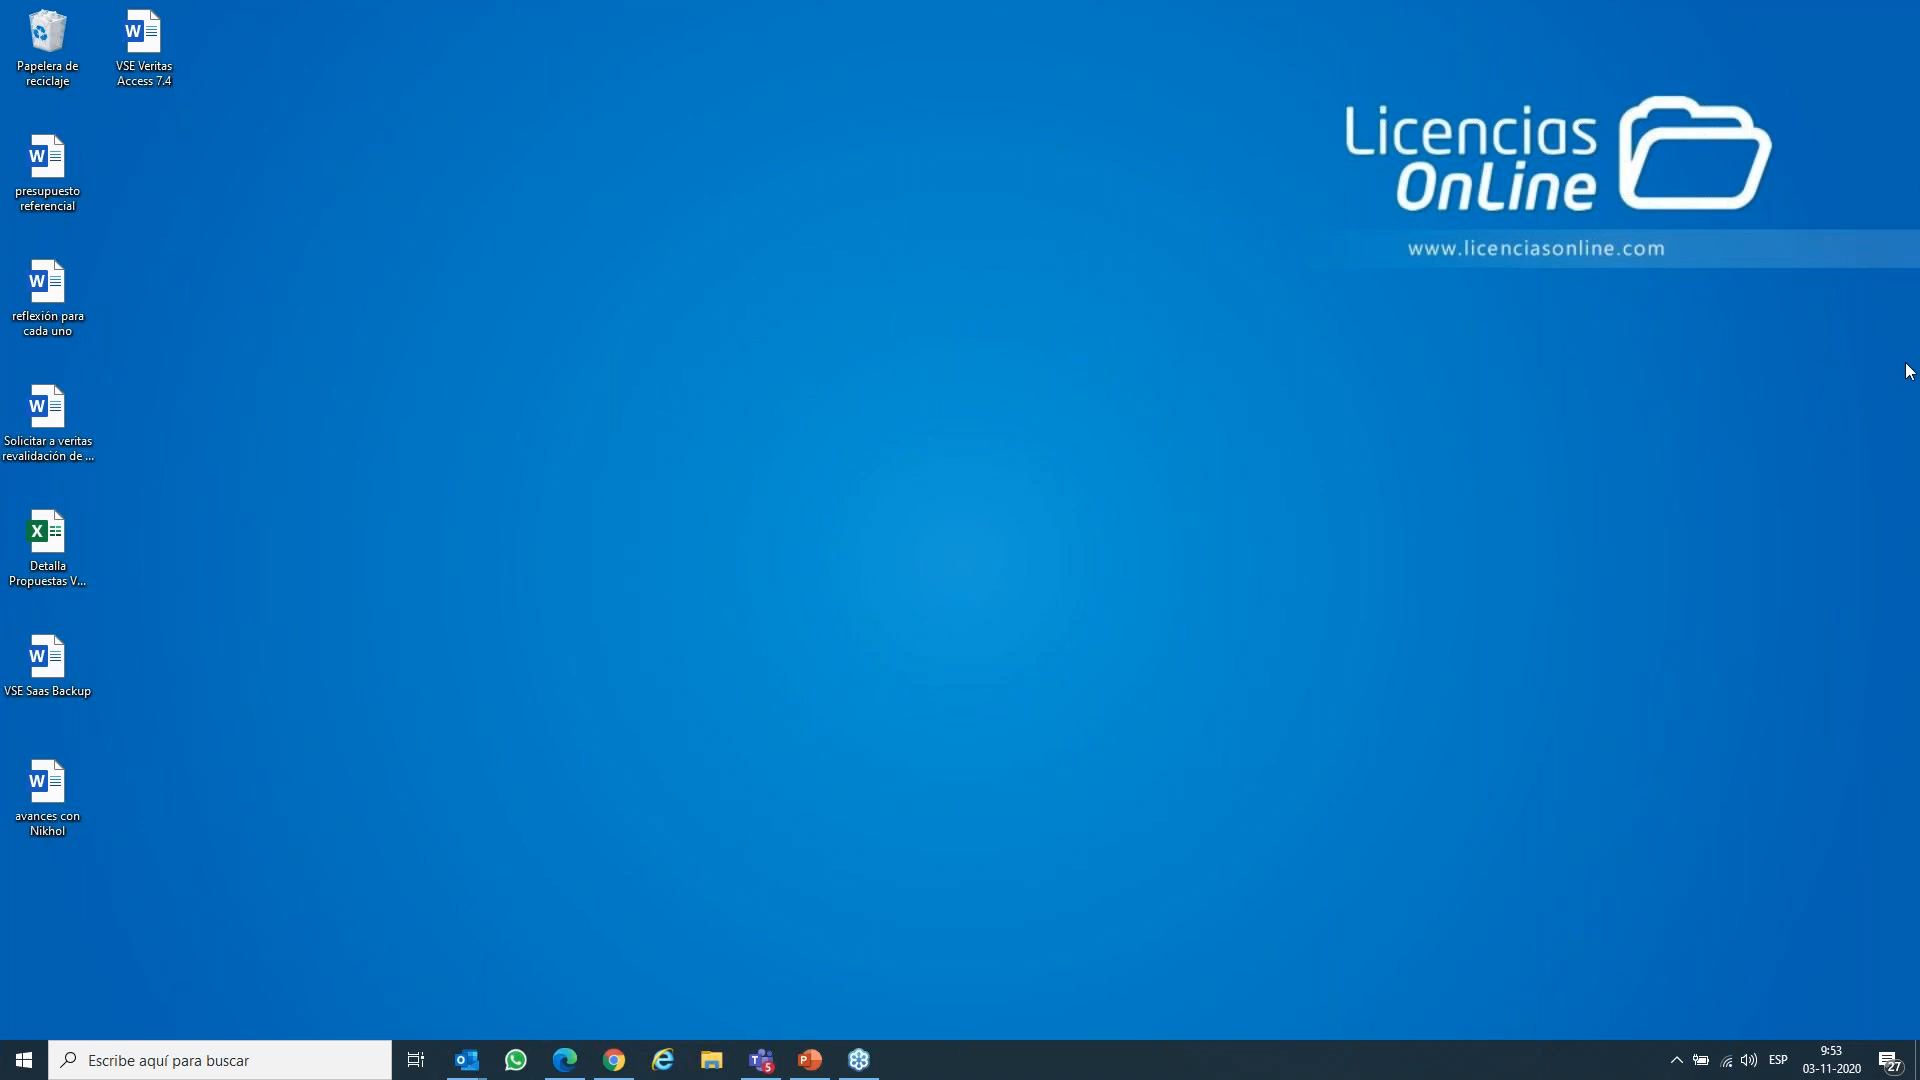 Papelera de
reciclaje
VSE Veritas
Access 7.4
presupuesto
referencial
reflexión para
cada uno
Solicitar a veritas
revalidación de ...
Detalla
Propuestas V...
VSE Saas Backup
avances con
Nikhol
Licencias
OnLine
www.licenciasonline.com
Escribe aquí para buscar
5
ESP
9:53
03-11-2020
27